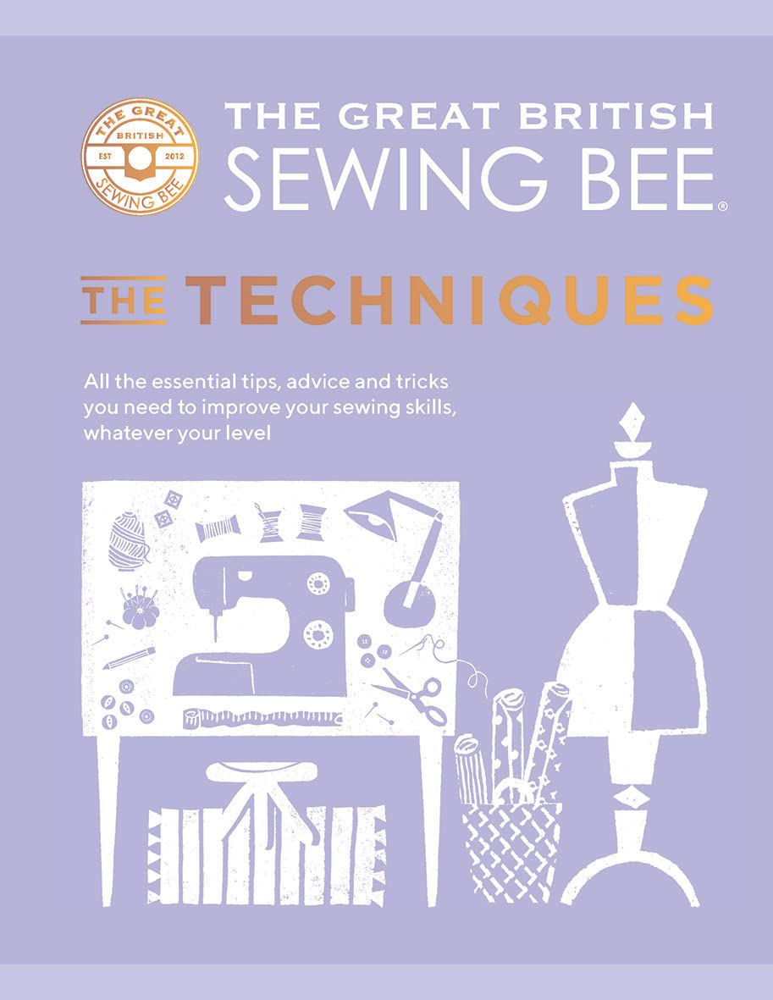 THE GREAT
BRITISH
EST 2012
SEWING BEE
THE GREAT BRITISH
SEWING BEE®
THE TECHNIQUES
All the essential tips, advice and tricks
you need to improve your sewing skills,
whatever your level